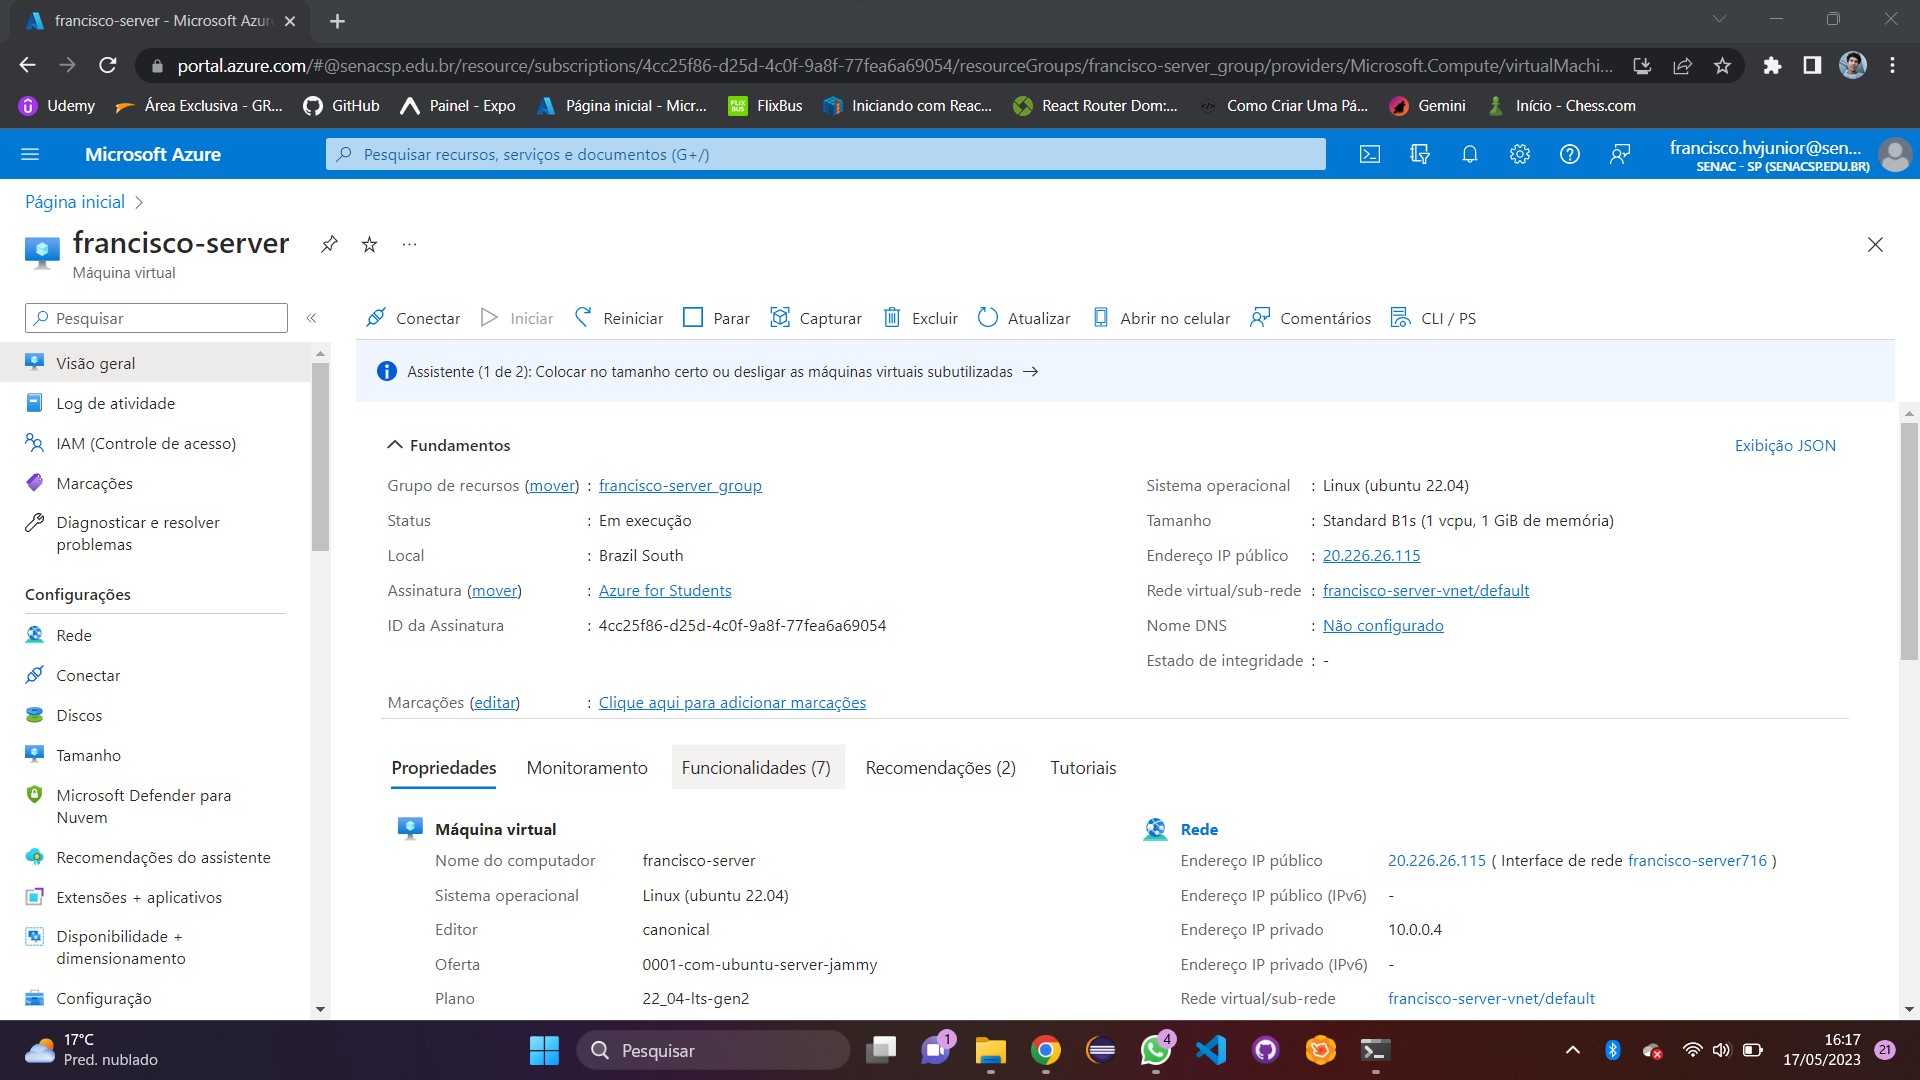 francisco-server - Microsoft Azur
portal.azure.com/#@senacsp.edu.br/resource/subscriptions/4cc25f86-d25d-4c0f-9a8f-77fea6a69054/resourceGroups/francisco-server_group/providers/Microsoft.Compute/virtualMachi...
Udemy
Área Exclusiva - GR...
GitHub
Painel - Expo
Página inicial - Micr...
FLiX BUS
FlixBus
Iniciando com Reac...
React Router Dom:...
Como Criar Uma Pá...
Gemini
Início - Chess.com
Microsoft Azure
Pesquisar recursos, serviços e documentos (G+/)
francisco.hvjunior@sen...
SENAC - SP (SENACSP.EDU.BR)
Página inicial
francisco-server
Máquina virtual
Pesquisar
Conectar
Iniciar
Reiniciar
Parar
Capturar
Excluir
Atualizar
Abrir no celular
Comentários
CLI / PS
Visão geral
Log de atividade
IAM (Controle de acesso)
Marcações
Diagnosticar e resolver
problemas
Configurações
Rede
Conectar
Discos
Tamanho
Microsoft Defender para
Nuvem
Recomendações do assistente
Extensões + aplicativos
Disponibilidade +
dimensionamento
Configuração
Assistente (1 de 2): Colocar no tamanho certo ou desligar as máquinas virtuais subutilizadas →
Fundamentos
Exibição JSON
Grupo de recursos (mover) : francisco-server_group
Status : Em execução
Local : Brazil South
Assinatura (mover) : Azure for Students
ID da Assinatura : 4cc25f86-d25d-4c0f-9a8f-77fea6a69054
Sistema operacional : Linux (ubuntu 22.04)
Tamanho : Standard B1s (1 vcpu, 1 GiB de memória)
Endereço IP público : 20.226.26.115
Rede virtual/sub-rede : francisco-server-vnet/default
Nome DNS : Não configurado
Estado de integridade : -
Marcações (editar) : Clique aqui para adicionar marcações
Propriedades
Monitoramento
Funcionalidades (7)
Recomendações (2)
Tutoriais
Máquina virtual
Nome do computador francisco-server
Sistema operacional Linux (ubuntu 22.04)
Editor canonical
Oferta 0001-com-ubuntu-server-jammy
Plano 22_04-lts-gen2
Rede
Endereço IP público 20.226.26.115 ( Interface de rede francisco-server716 )
Endereço IP público (IPv6) -
Endereço IP privado 10.0.0.4
Endereço IP privado (IPv6) -
Rede virtual/sub-rede francisco-server-vnet/default
17°C
Pred. nublado
Pesquisar
1
4
16:17
17/05/2023
21